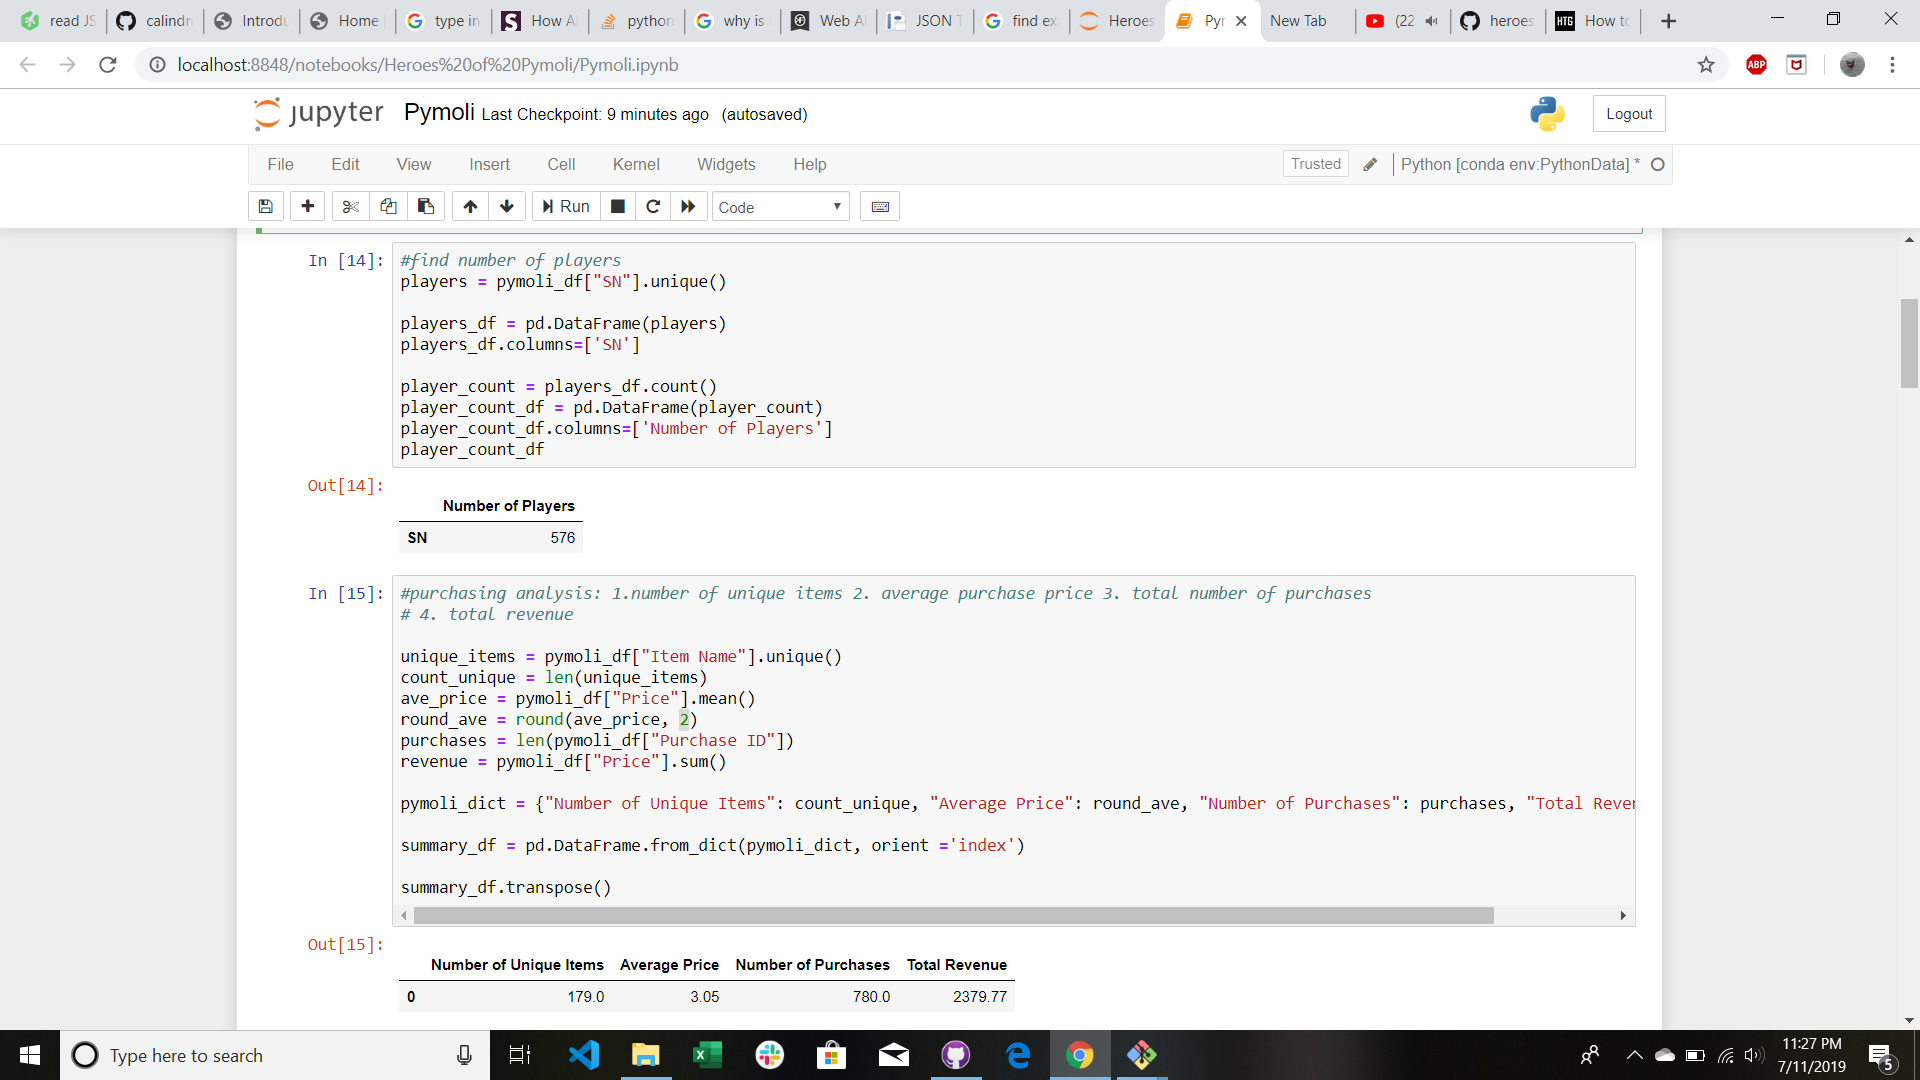 read JS
calindn
Introdu
Home
type in
How Al
python
why is
Web Al
JSON T
find ex
Heroes
Pyr
New Tab
(22
heroes
HTG How to
localhost:8848/notebooks/Heroes%20of%20Pymoli/Pymoli.ipynb
ABP
jupyter Pymoli Last Checkpoint: 9 minutes ago (autosaved)
Logout
File Edit View Insert Cell Kernel Widgets Help
Trusted
Python [conda env:PythonData] *
Run
Code
In [14]:
#find number of players
players = pymoli_df["SN"].unique()
players_df = pd.DataFrame(players)
players_df.columns=['SN']
player_count = players_df.count()
player_count_df = pd.DataFrame(player_count)
player_count_df.columns=['Number of Players']
player_count_df
Out[14]:
Number of Players
SN 576
In [15]:
#purchasing analysis: 1.number of unique items 2. average purchase price 3. total number of purchases
# 4. total revenue
unique_items = pymoli_df["Item Name"].unique()
count_unique = len(unique_items)
ave_price = pymoli_df["Price"].mean()
round_ave = round(ave_price, 2)
purchases = len(pymoli_df["Purchase ID"])
revenue = pymoli_df["Price"].sum()
pymoli_dict = {"Number of Unique Items": count_unique, "Average Price": round_ave, "Number of Purchases": purchases, "Total Rever
summary_df = pd.DataFrame.from_dict(pymoli_dict, orient ='index')
summary_df.transpose()
Out[15]:
Number of Unique Items Average Price Number of Purchases Total Revenue
0 179.0 3.05 780.0 2379.77
Type here to search
11:27 PM
7/11/2019
5